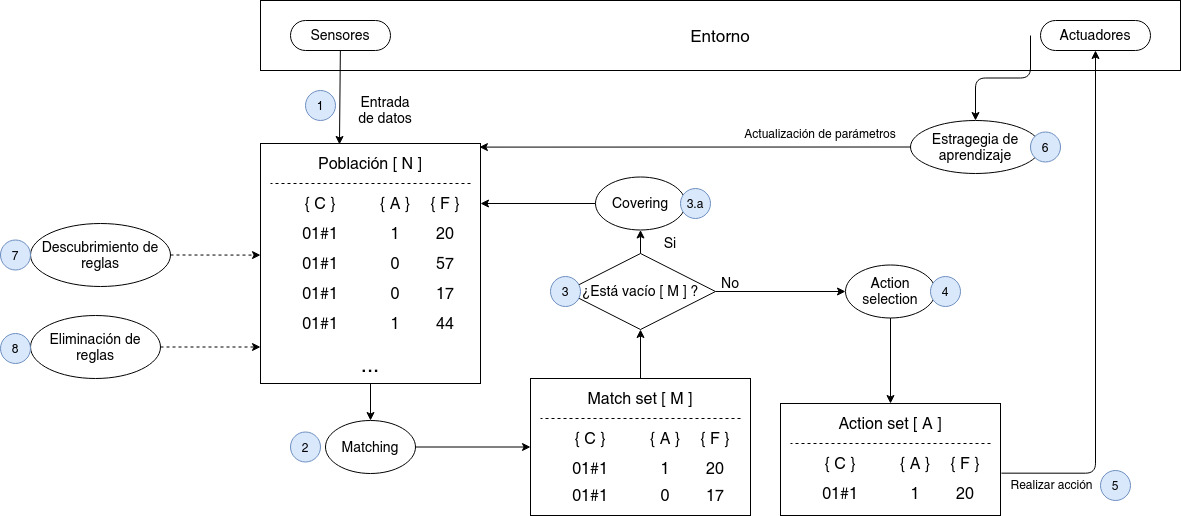 Sensores
Entorno
Actuadores
1
Entrada
de datos
Actualización de parámetros
Estragegia de
aprendizaje
6
Población [ N ]
{ C } { A } { F }
01#1 1 20
01#1 0 57
01#1 0 17
01#1 1 44
...
Covering
3.a
Si
7
Descubrimiento de
reglas
3
¿Está vacío [ M ] ?
No
Action
selection
4
8
Eliminación de
reglas
2
Matching
Match set [ M ]
{ C } { A } { F }
01#1 1 20
01#1 0 17
Action set [ A ]
{ C } { A } { F }
01#1 1 20
Realizar acción
5